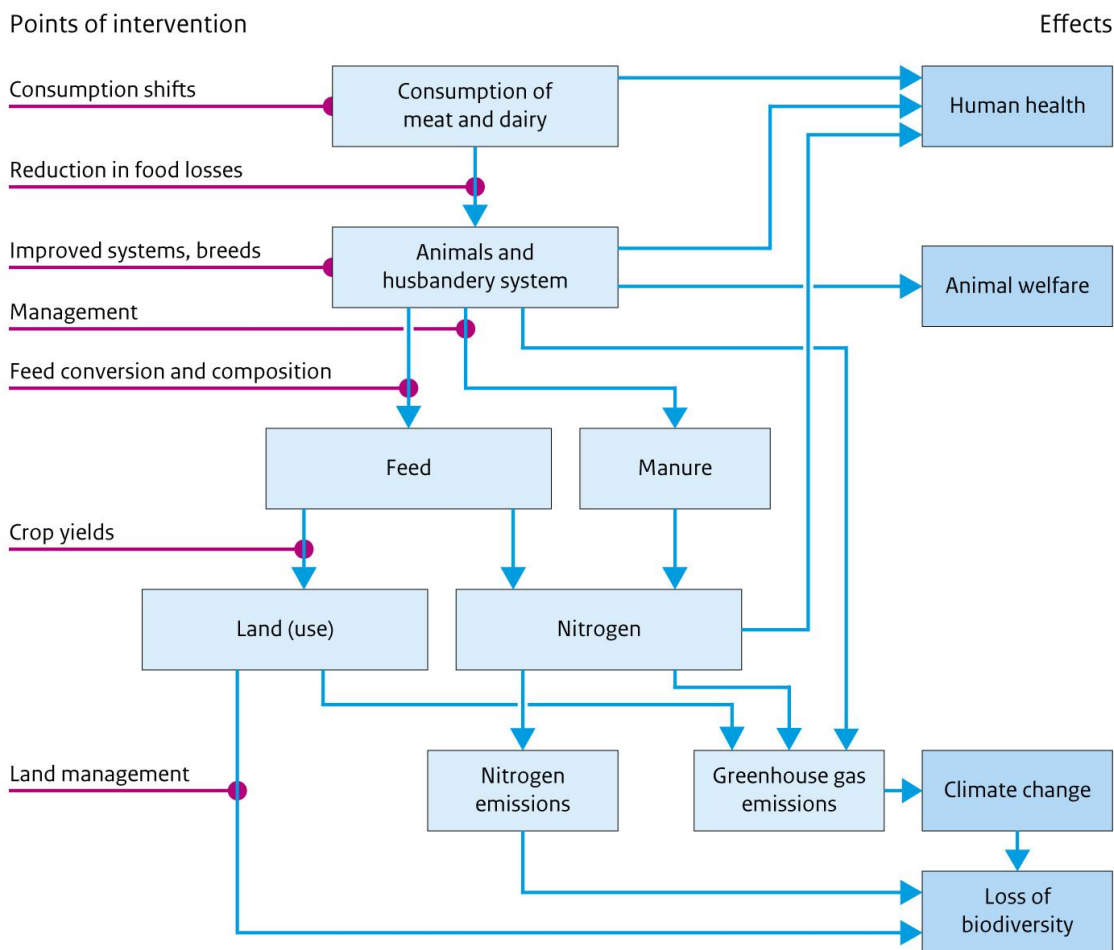 Points of intervention
Effects
Consumption shifts
Consumption of
meat and dairy
Human health
Reduction in food losses
Improved systems, breeds
Animals and
husbandery system
Animal welfare
Management
Feed conversion and composition
Feed
Manure
Crop yields
Land (use)
Nitrogen
Land management
Nitrogen
emissions
Greenhouse gas
emissions
Climate change
Loss of
biodiversity